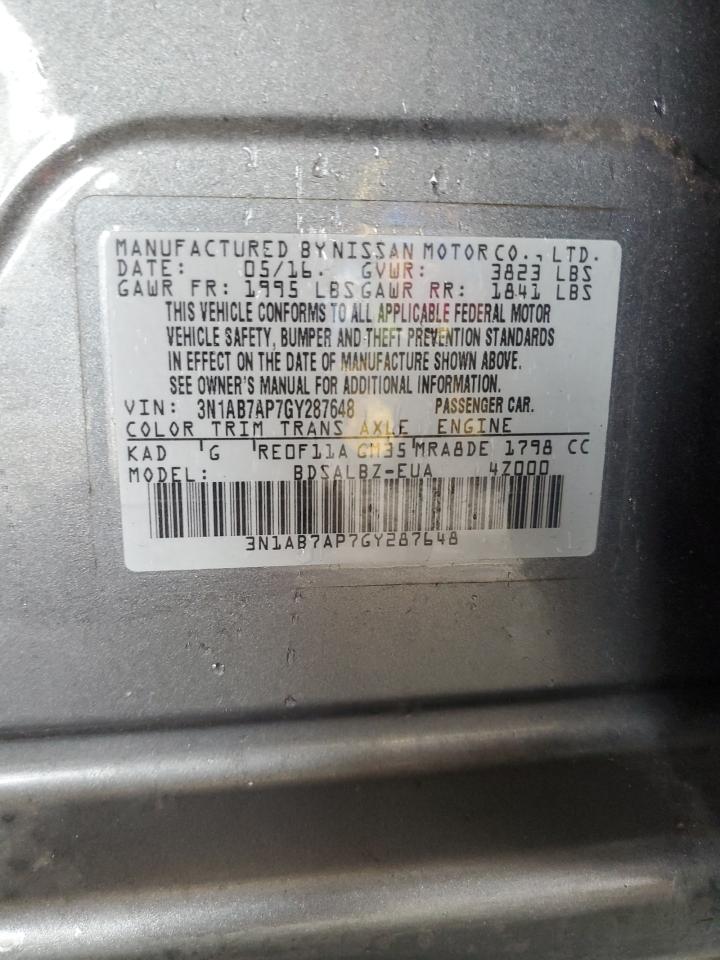 MANUFACTURED BY NISSAN MOTOR CO., LTD.
DATE: 05/16. GVWR: 3823 LBS
GAWR FR: 1995 LBS GAWR RR: 1841 LBS
THIS VEHICLE CONFORMS TO ALL APPLICABLE FEDERAL MOTOR
VEHICLE SAFETY, BUMPER AND THEFT PREVENTION STANDARDS
IN EFFECT ON THE DATE OF MANUFACTURE SHOWN ABOVE.
SEE OWNER'S MANUAL FOR ADDITIONAL INFORMATION.
VIN: 3N1AB7AP7GY287648 PASSENGER CAR.
COLOR TRIM TRANS AXLE ENGINE
KAD G RE0F11A GM35 MRA8DE 1798 CC
MODEL: BDSALBZ-EUA 4Z000
3N1AB7AP7GY287648